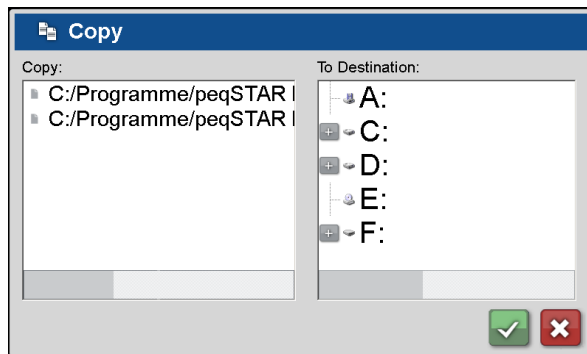 Copy
Copy:
C:/Programme/peqSTAR
C:/Programme/peqSTAR
To Destination:
A:
C:
D:
E:
F: